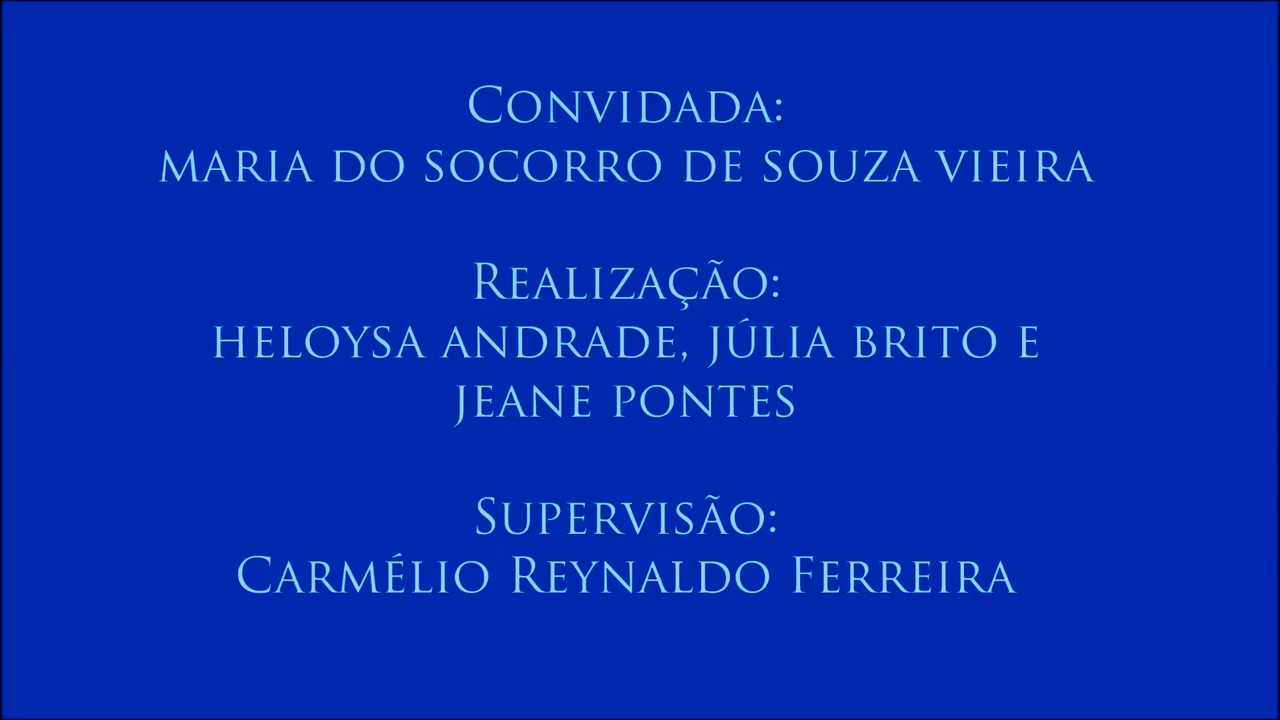 Convidada:
maria do socorro de souza vieira
Realização:
heloysa andrade, júlia brito e
jeane pontes
Supervisão:
Carmélio Reynaldo Ferreira